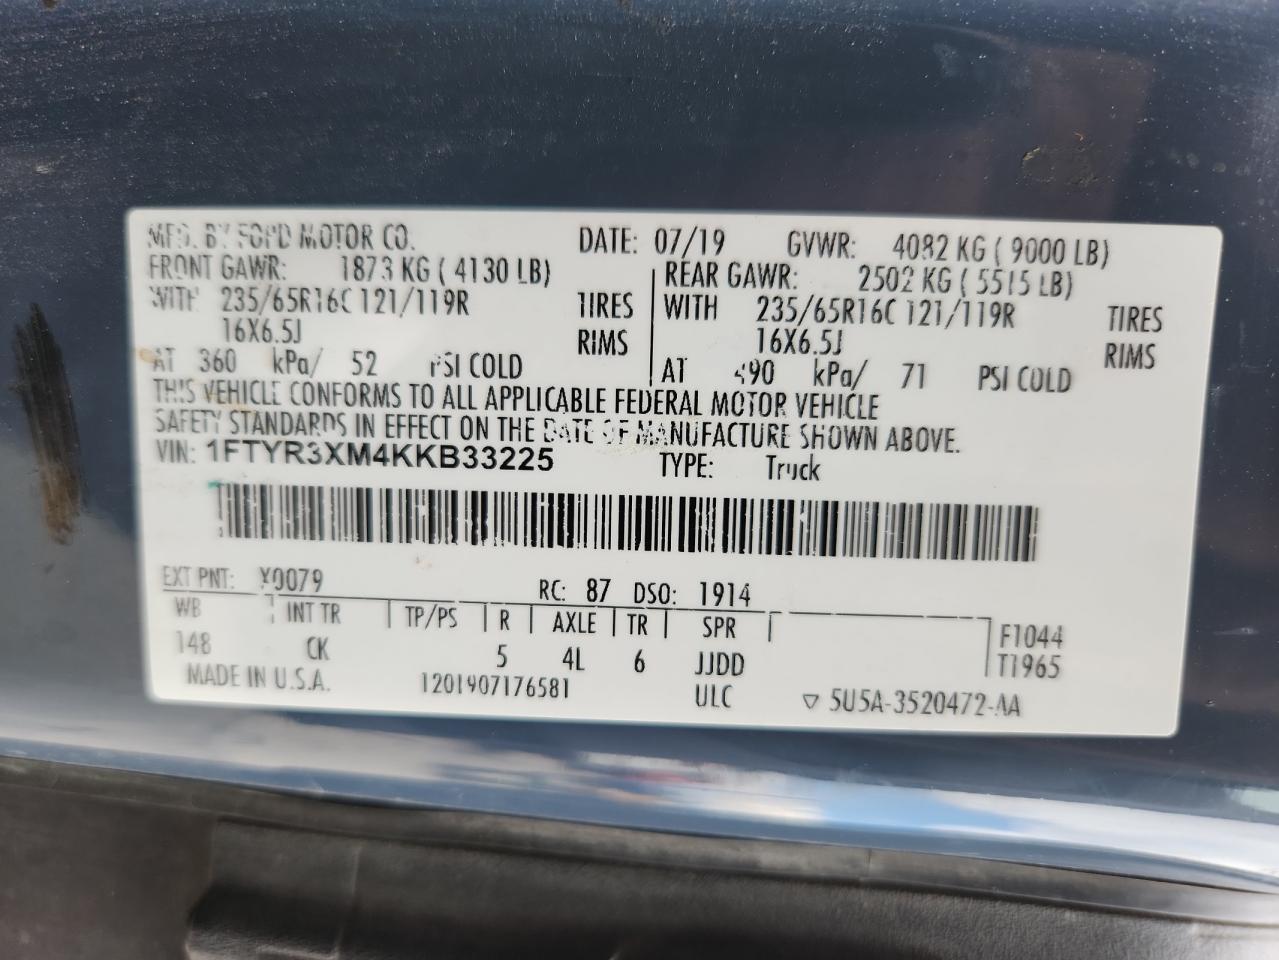 MFD. BY FORD MOTOR CO. DATE: 07/19 GVWR: 4082 KG ( 9000 LB)
FRONT GAWR: 1873 KG ( 4130 LB) REAR GAWR: 2502 KG ( 5515 LB)
WITH 235/65R16C 121/119R TIRES WITH 235/65R16C 121/119R TIRES
16X6.5J RIMS 16X6.5J RIMS
AT 360 kPa/ 52 PSI COLD AT 490 kPa/ 71 PSI COLD
THIS VEHICLE CONFORMS TO ALL APPLICABLE FEDERAL MOTOR VEHICLE
SAFETY STANDARDS IN EFFECT ON THE DATE OF MANUFACTURE SHOWN ABOVE.
VIN: 1FTYR3XM4KKB33225 TYPE: Truck
EXT PNT: Y0079 RC: 87 DSO: 1914
WB INT TR TP/PS R AXLE TR SPR F1044
148 CK 5 4L 6 JJDD T1965
MADE IN U.S.A. 1201907176581 ULC ▽ 5U5A-3520472-AA